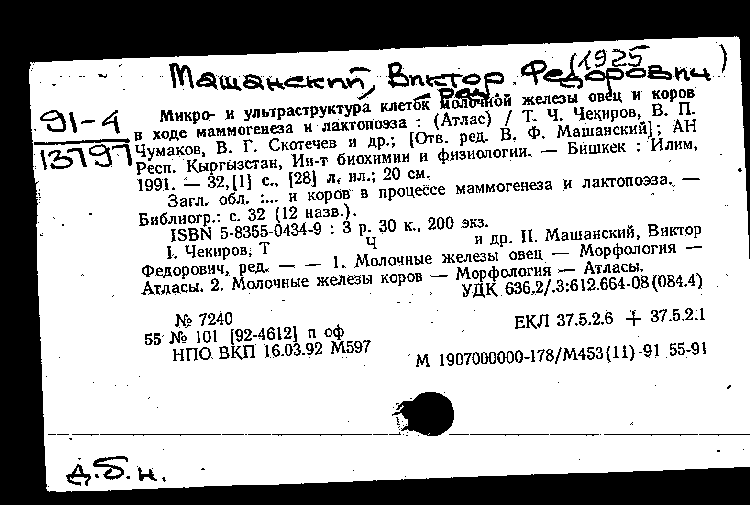 (1925 )
Машанский, Виктор Федорович
ред.
91-4
13797
Микро- и ультраструктура клеток молочной железы овец и коров
в ходе маммогенеза и лактопоэза : (Атлас) / Т. Ч. Чекиров, В. П.
Чумаков, В. Г. Скотечев и др.; [Отв. ред. В. Ф. Машанский]; АН
Респ. Кыргызстан, Ин-т биохимии и физиологии. — Бишкек : Илим,
1991. — 32,[1] с., [28] л. ил.; 20 см.
Загл. обл. :... и коров в процессе маммогенеза и лактопоэза. —
Библиогр.: с. 32 (12 назв.).
ISBN 5-8355-0434-9 : 3 р. 30 к., 200 экз.
I. Чекиров, Т Ч и др. II. Машанский, Виктор
Федорович, ред. — — 1. Молочные железы овец — Морфология —
Атласы. 2. Молочные железы коров — Морфология — Атласы.
УДК 636.2/.3:612.664-08(084.4)
№ 7240
ЕКЛ 37.5.2.6 + 37.5.2.1
55 № 101 [92-4612] п оф
НПО ВКП 16.03.92 М597
М 1907000000-178/М453(11)-91 55-91
д.б.н.